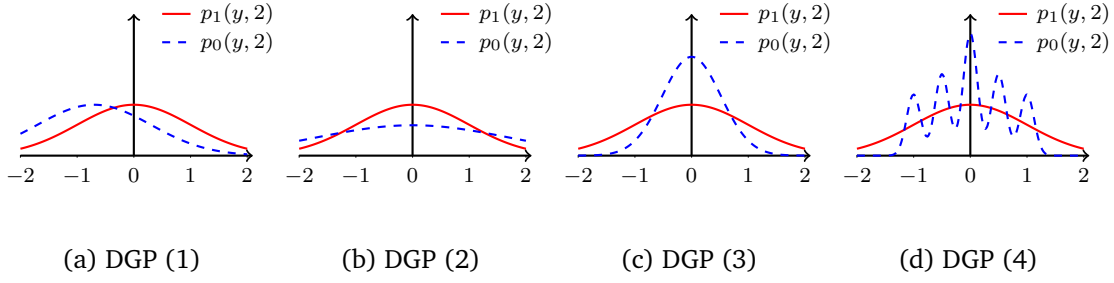 p₁(y, 2)
p₀(y, 2)
−2 −1 0 1 2
(a) DGP (1)
p₁(y, 2)
p₀(y, 2)
−2 −1 0 1 2
(b) DGP (2)
p₁(y, 2)
p₀(y, 2)
−2 −1 0 1 2
(c) DGP (3)
p₁(y, 2)
p₀(y, 2)
−2 −1 0 1 2
(d) DGP (4)